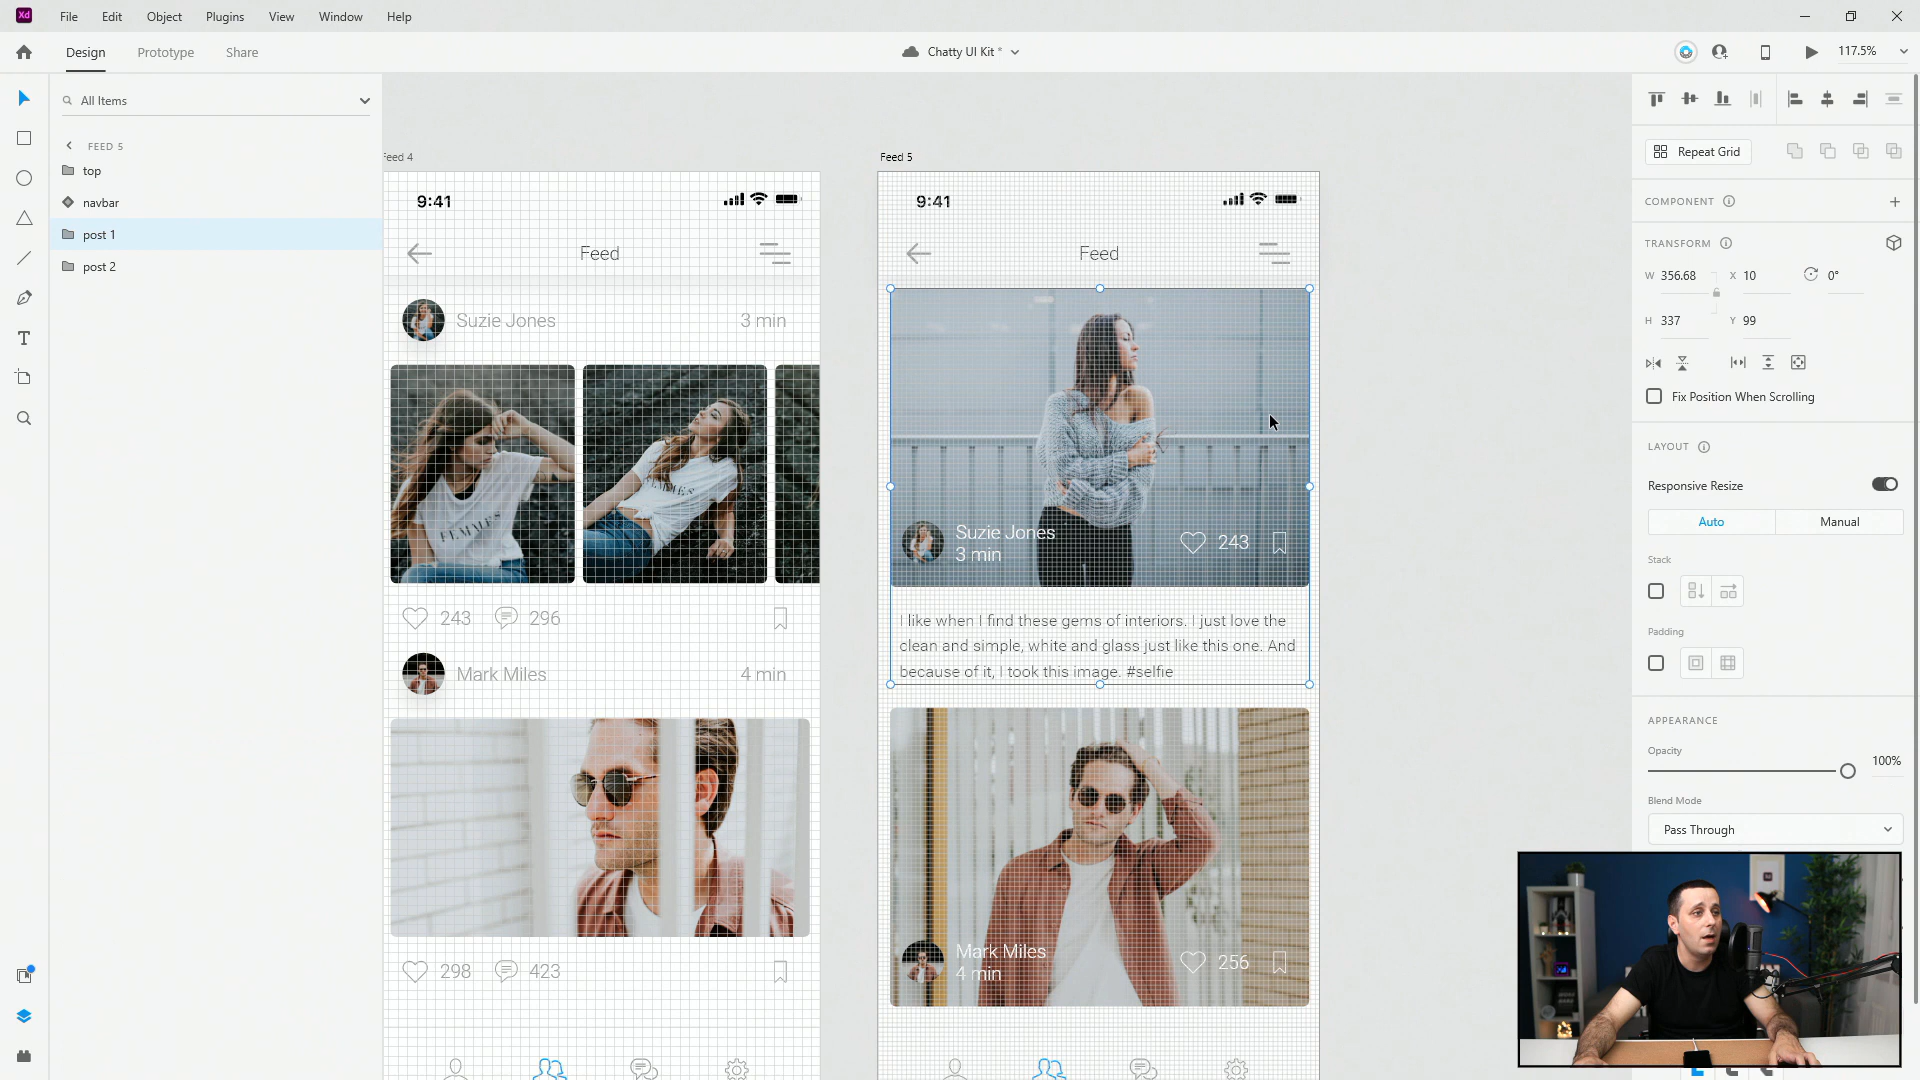 Xd
File Edit Object Plugins View Window Help
Design Prototype Share
Chatty UI Kit *
117.5%
All Items
FEED 5
top
navbar
post 1
post 2
Feed 4
9:41
Feed
Suzie Jones
3 min
FEMMES
243
296
Mark Miles
4 min
298
423
Feed 5
9:41
Feed
Suzie Jones
3 min
243
I like when I find these gems of interiors. I just love the
clean and simple, white and glass just like this one. And
because of it, I took this image. #selfie
Mark Miles
4 min
256
Repeat Grid
COMPONENT
TRANSFORM
W 356.68 X 10 0°
H 337 Y 99
Fix Position When Scrolling
LAYOUT
Responsive Resize
Auto Manual
Stack
Padding
APPEARANCE
Opacity
100%
Blend Mode
Pass Through